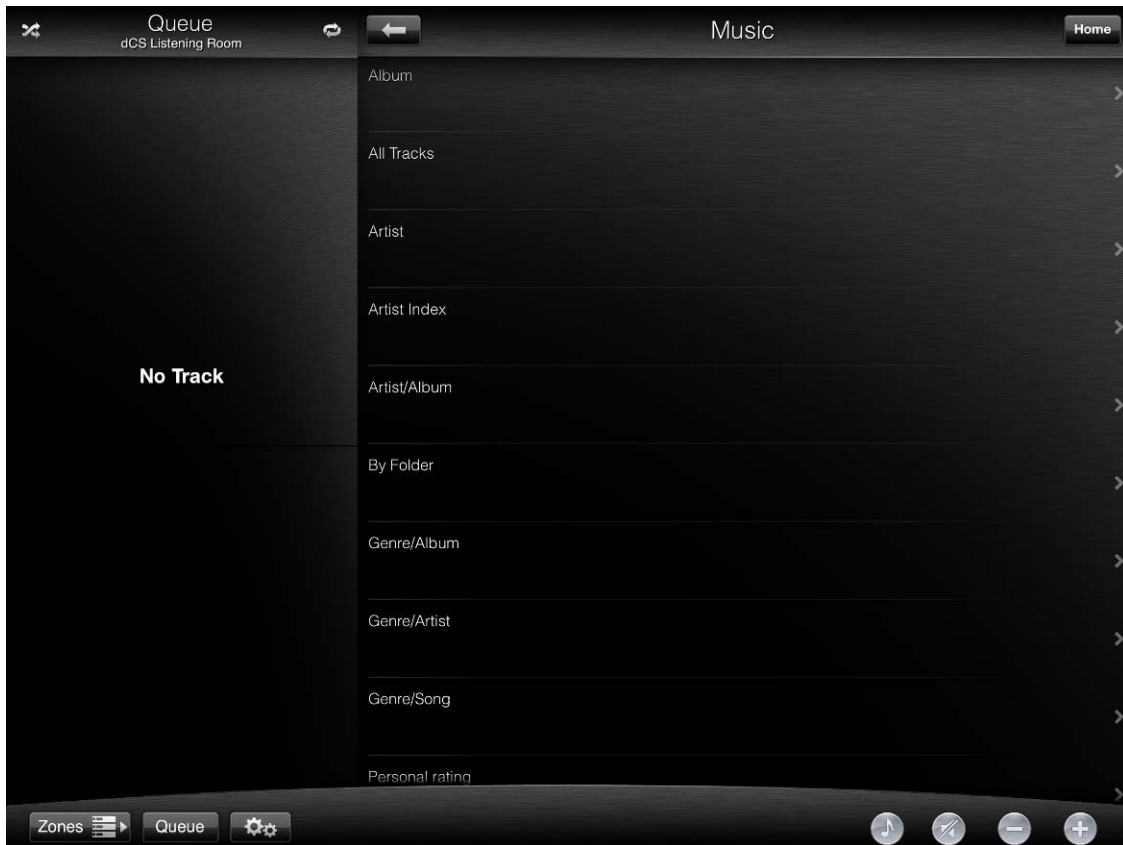 Queue
dCS Listening Room
No Track
Music
Home
Album
All Tracks
Artist
Artist Index
Artist/Album
By Folder
Genre/Album
Genre/Artist
Genre/Song
Personal rating
Zones
Queue